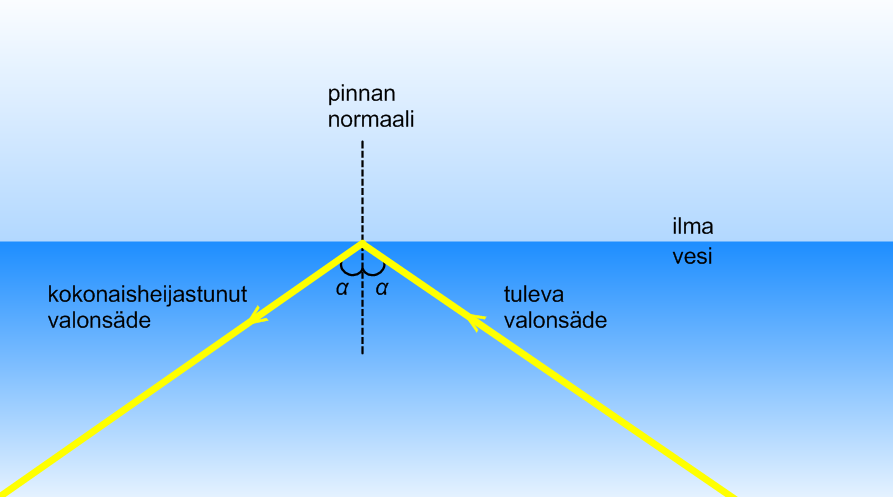 pinnan
normaali
ilma
vesi
α
α
kokonaisheijastunut
valonsäde
tuleva
valonsäde